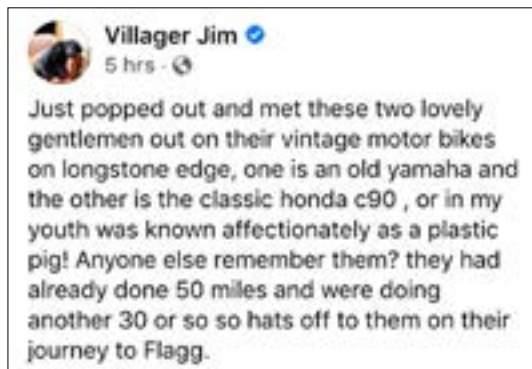 Villager Jim
5 hrs ·
Just popped out and met these two lovely
gentlemen out on their vintage motor bikes
on longstone edge, one is an old yamaha and
the other is the classic honda c90 , or in my
youth was known affectionately as a plastic
pig! Anyone else remember them? they had
already done 50 miles and were doing
another 30 or so so hats off to them on their
journey to Flagg.